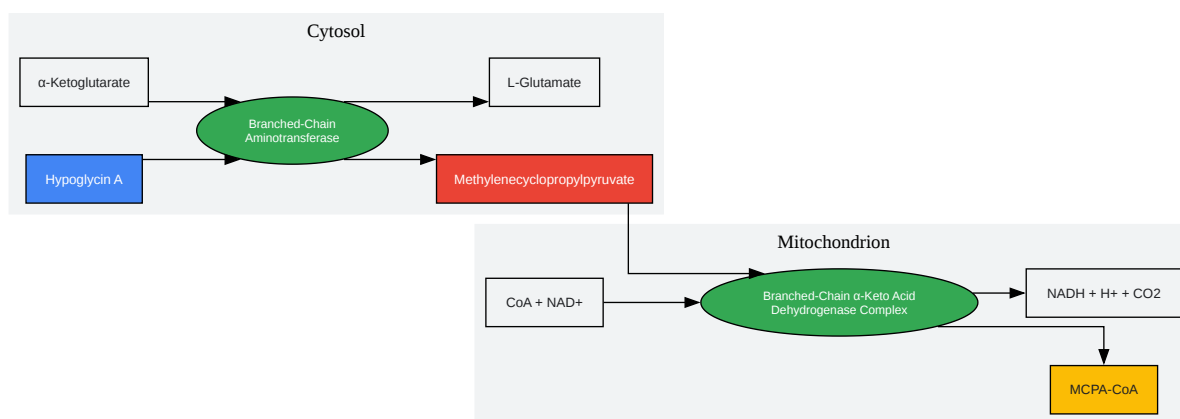 Cytosol
α-Ketoglutarate
L-Glutamate
Branched-Chain
Aminotransferase
Hypoglycin A
Methylenecyclopropylpyruvate
Mitochondrion
CoA + NAD+
Branched-Chain α-Keto Acid
Dehydrogenase Complex
NADH + H+ + CO2
MCPA-CoA